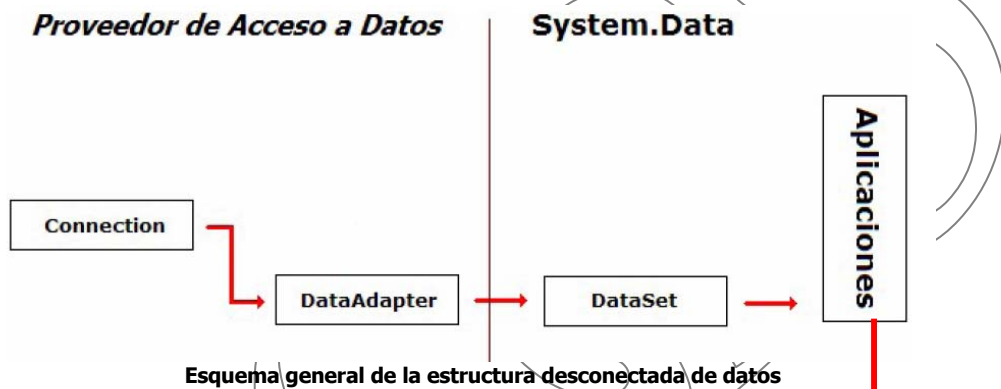 Proveedor de Acceso a Datos
System.Data
Connection
DataAdapter
DataSet
Aplicaciones
Esquema general de la estructura desconectada de datos